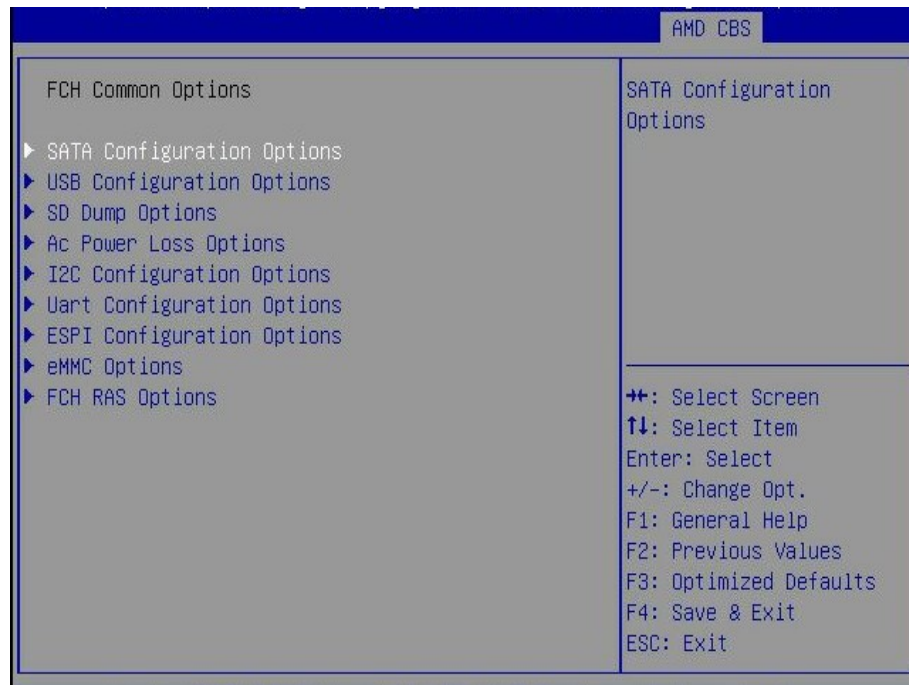 AMD CBS
FCH Common Options
SATA Configuration Options
USB Configuration Options
SD Dump Options
Ac Power Loss Options
I2C Configuration Options
Uart Configuration Options
ESPI Configuration Options
eMMC Options
FCH RAS Options
SATA Configuration
Options
→←: Select Screen
↑↓: Select Item
Enter: Select
+/-: Change Opt.
F1: General Help
F2: Previous Values
F3: Optimized Defaults
F4: Save & Exit
ESC: Exit